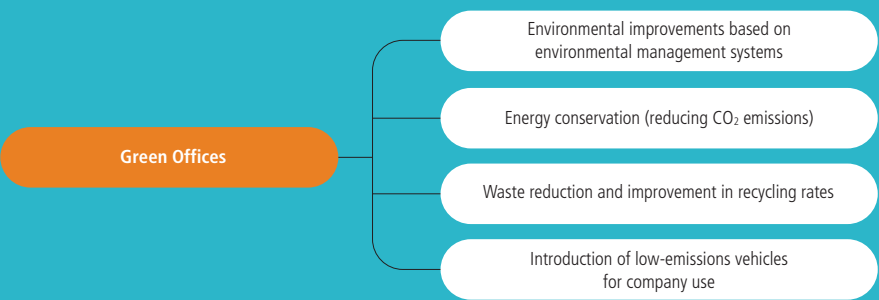 Green Offices
Environmental improvements based on
environmental management systems
Energy conservation (reducing CO₂ emissions)
Waste reduction and improvement in recycling rates
Introduction of low-emissions vehicles
for company use